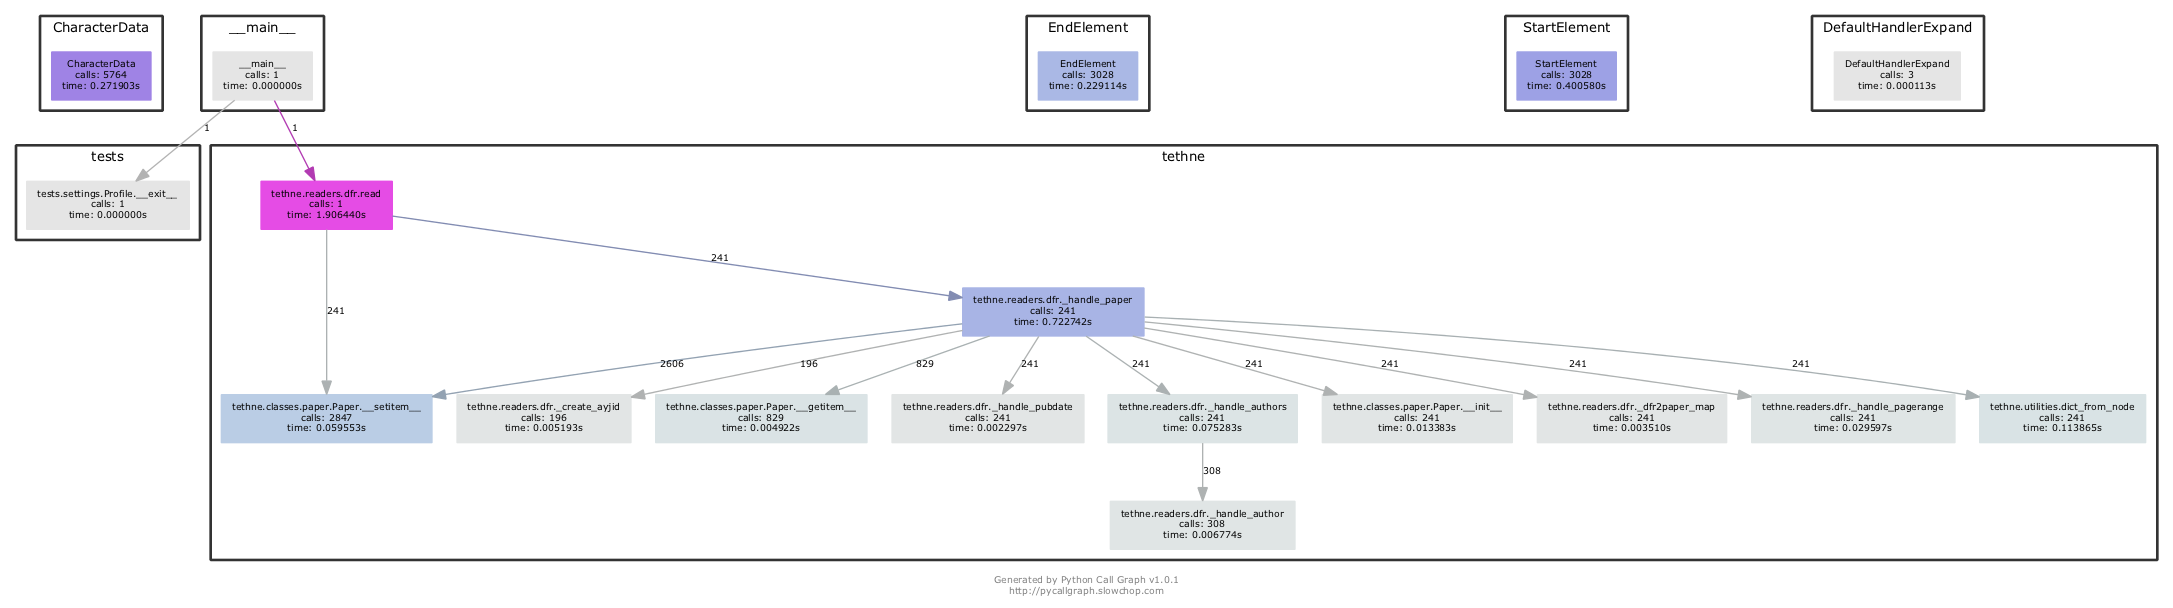 CharacterData
CharacterData
calls: 5764
time: 0.271903s
__main__
__main__
calls: 1
time: 0.000000s
EndElement
EndElement
calls: 3028
time: 0.229114s
StartElement
StartElement
calls: 3028
time: 0.400580s
DefaultHandlerExpand
DefaultHandlerExpand
calls: 3
time: 0.000113s
1
1
tests
tests.settings.Profile.__exit__
calls: 1
time: 0.000000s
tethne
tethne.readers.dfr.read
calls: 1
time: 1.906440s
241
241
tethne.readers.dfr._handle_paper
calls: 241
time: 0.722742s
2606
196
829
241
241
241
241
241
241
tethne.classes.paper.Paper.__setitem__
calls: 2847
time: 0.059553s
tethne.readers.dfr._create_ayjid
calls: 196
time: 0.005193s
tethne.classes.paper.Paper.__getitem__
calls: 829
time: 0.004922s
tethne.readers.dfr._handle_pubdate
calls: 241
time: 0.002297s
tethne.readers.dfr._handle_authors
calls: 241
time: 0.075283s
tethne.classes.paper.Paper.__init__
calls: 241
time: 0.013383s
tethne.readers.dfr._dfr2paper_map
calls: 241
time: 0.003510s
tethne.readers.dfr._handle_pagerange
calls: 241
time: 0.029597s
tethne.utilities.dict_from_node
calls: 241
time: 0.113865s
308
tethne.readers.dfr._handle_author
calls: 308
time: 0.006774s
Generated by Python Call Graph v1.0.1
http://pycallgraph.slowchop.com